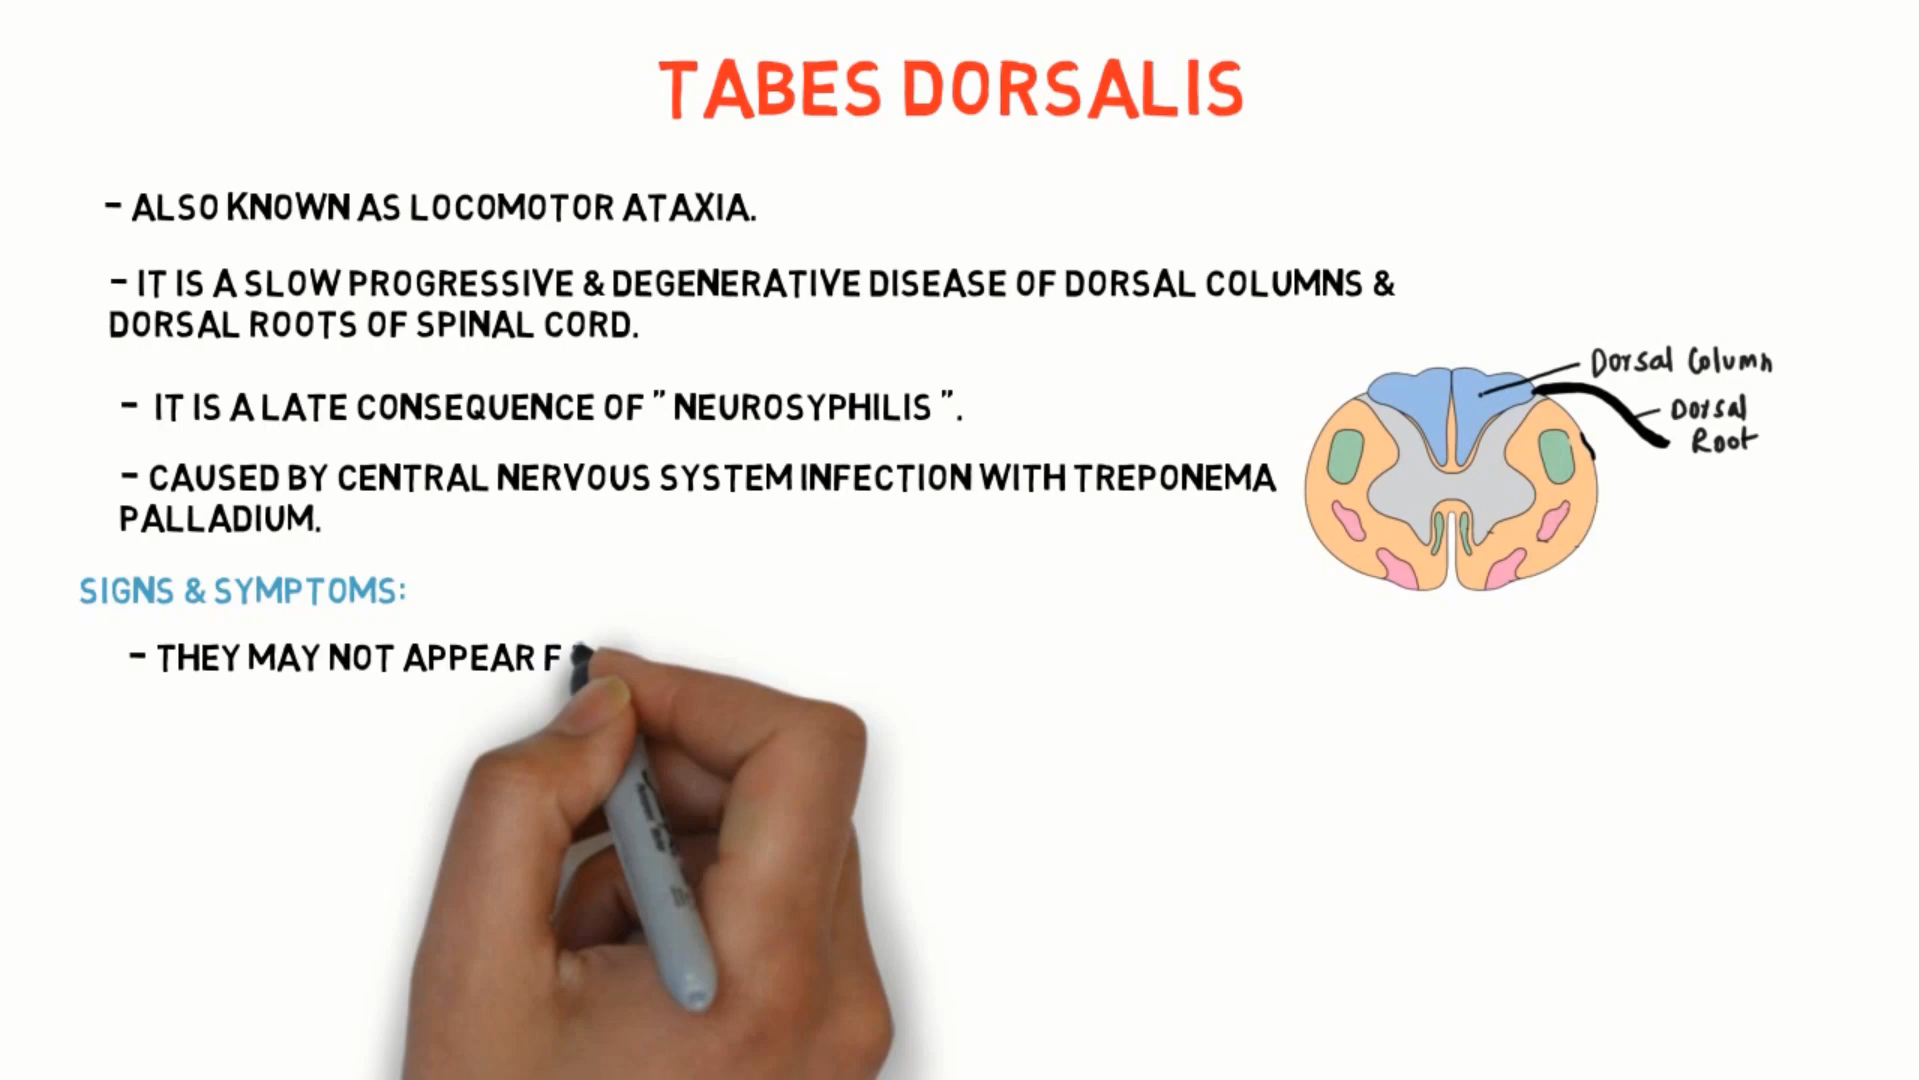 TABES DORSALIS
- ALSO KNOWN AS LOCOMOTOR ATAXIA.
- IT IS A SLOW PROGRESSIVE & DEGENERATIVE DISEASE OF DORSAL COLUMNS &
DORSAL ROOTS OF SPINAL CORD.
Dorsal Column
Dorsal
Root
- IT IS A LATE CONSEQUENCE OF " NEUROSYPHILIS ".
- CAUSED BY CENTRAL NERVOUS SYSTEM INFECTION WITH TREPONEMA
PALLADIUM.
SIGNS & SYMPTOMS:
- THEY MAY NOT APPEAR F